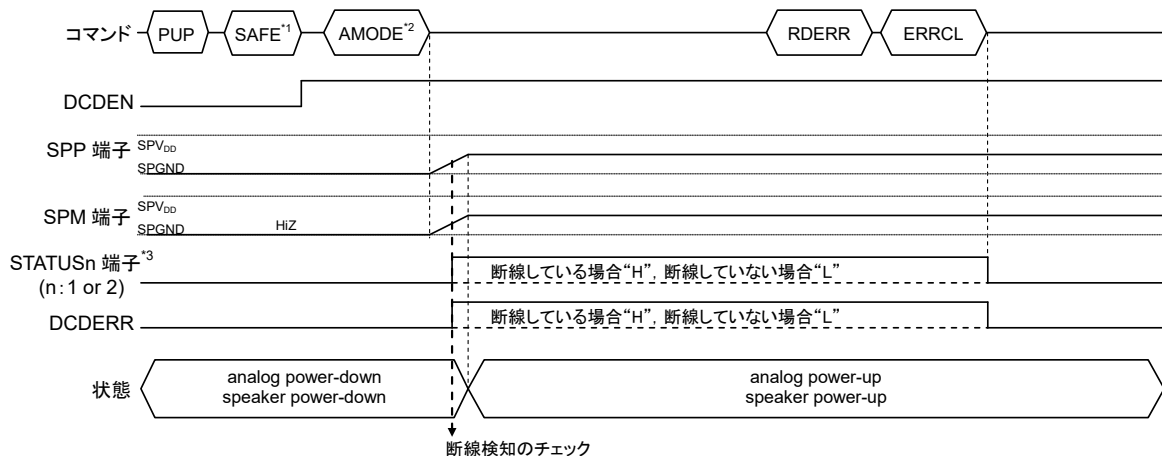 コマンド PUP SAFE*1 AMODE*2 RDERR ERRCL
DCDEN
SPP 端子 SPVDD
SPGND
SPM 端子 SPVDD
SPGND HiZ
STATUSn 端子*3
(n:1 or 2)
断線している場合“H”, 断線していない場合“L”
DCDERR
断線している場合“H”, 断線していない場合“L”
状態
analog power-down
speaker power-down
analog power-up
speaker power-up
断線検知のチェック